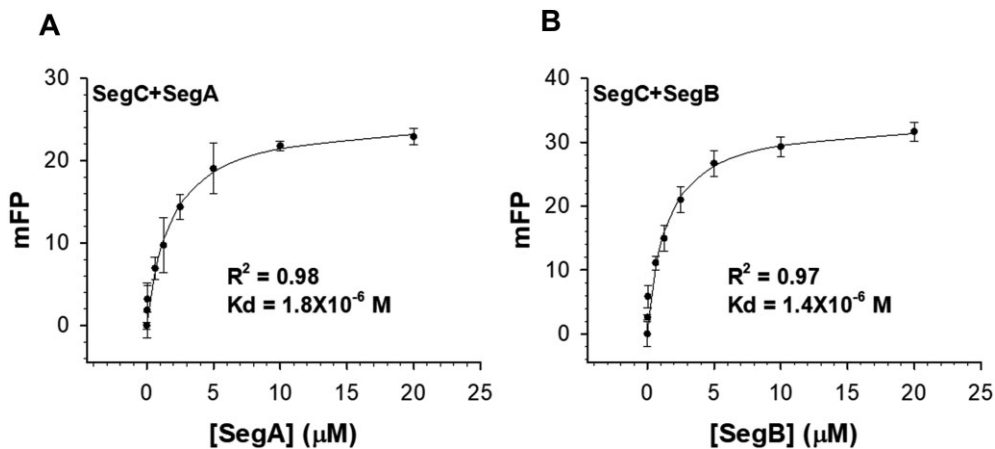 A
SegC+SegA
30
20
10
0
mFP
R² = 0.98
Kd = 1.8X10⁻⁶ M
0 5 10 15 20 25
[SegA] (μM)
B
SegC+SegB
40
30
20
10
0
mFP
R² = 0.97
Kd = 1.4X10⁻⁶ M
0 5 10 15 20 25
[SegB] (μM)